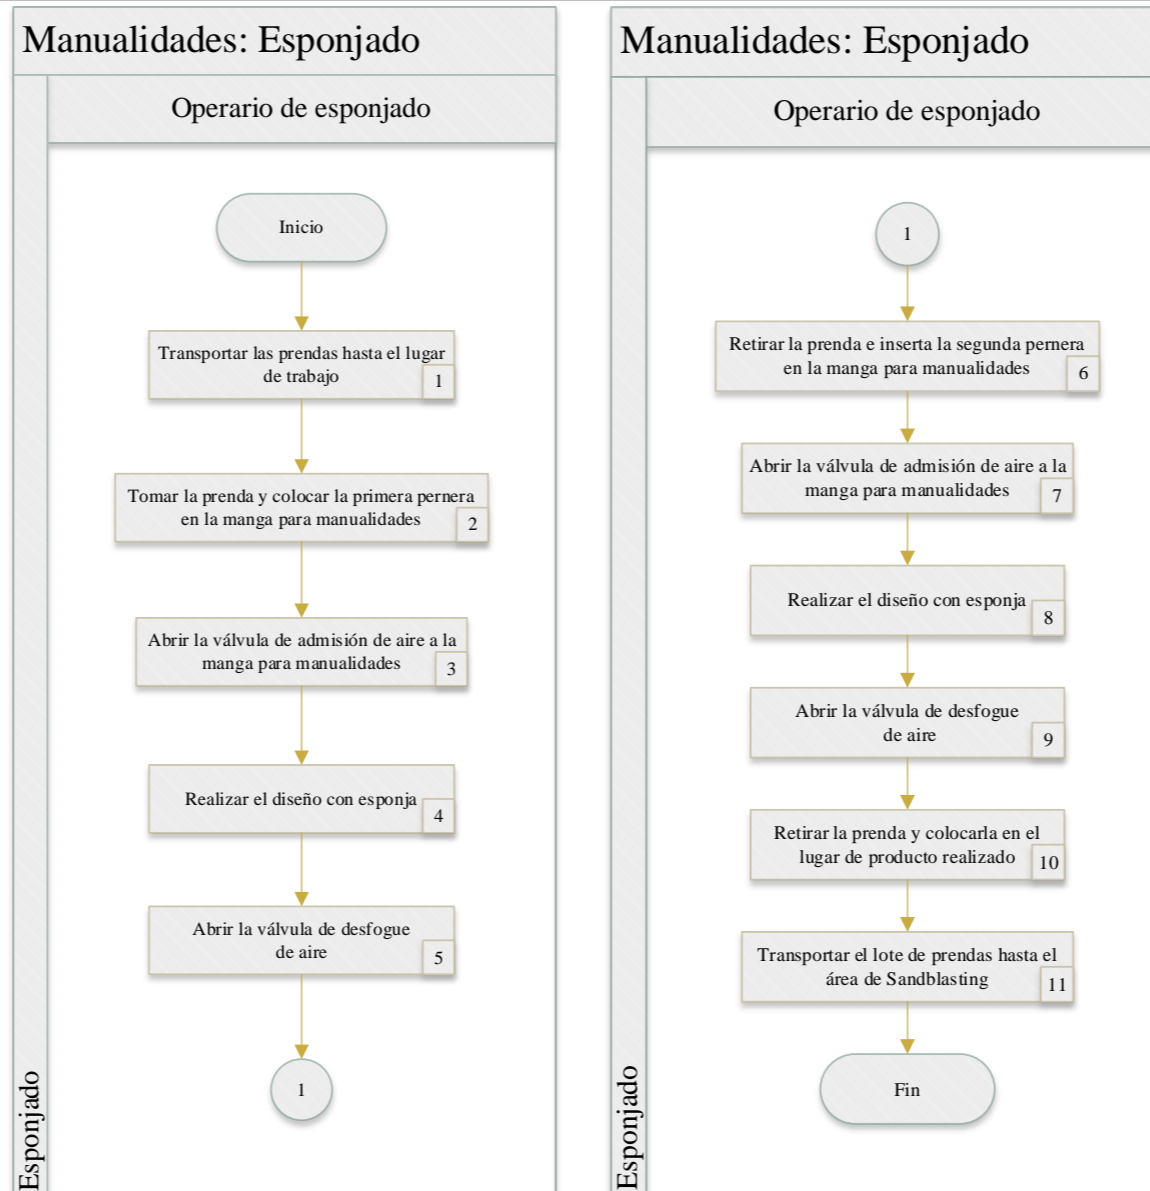 Manualidades: Esponjado
Operario de esponjado
Inicio
Transportar las prendas hasta el lugar
de trabajo
1
Tomar la prenda y colocar la primera pernera
en la manga para manualidades
2
Abrir la válvula de admisión de aire a la
manga para manualidades
3
Realizar el diseño con esponja
4
Abrir la válvula de desfogue
de aire
5
1
Esponjado
Manualidades: Esponjado
Operario de esponjado
1
Retirar la prenda e inserta la segunda pernera
en la manga para manualidades
6
Abrir la válvula de admisión de aire a la
manga para manualidades
7
Realizar el diseño con esponja
8
Abrir la válvula de desfogue
de aire
9
Retirar la prenda y colocarla en el
lugar de producto realizado
10
Transportar el lote de prendas hasta el
área de Sandblasting
11
Fin
Esponjado